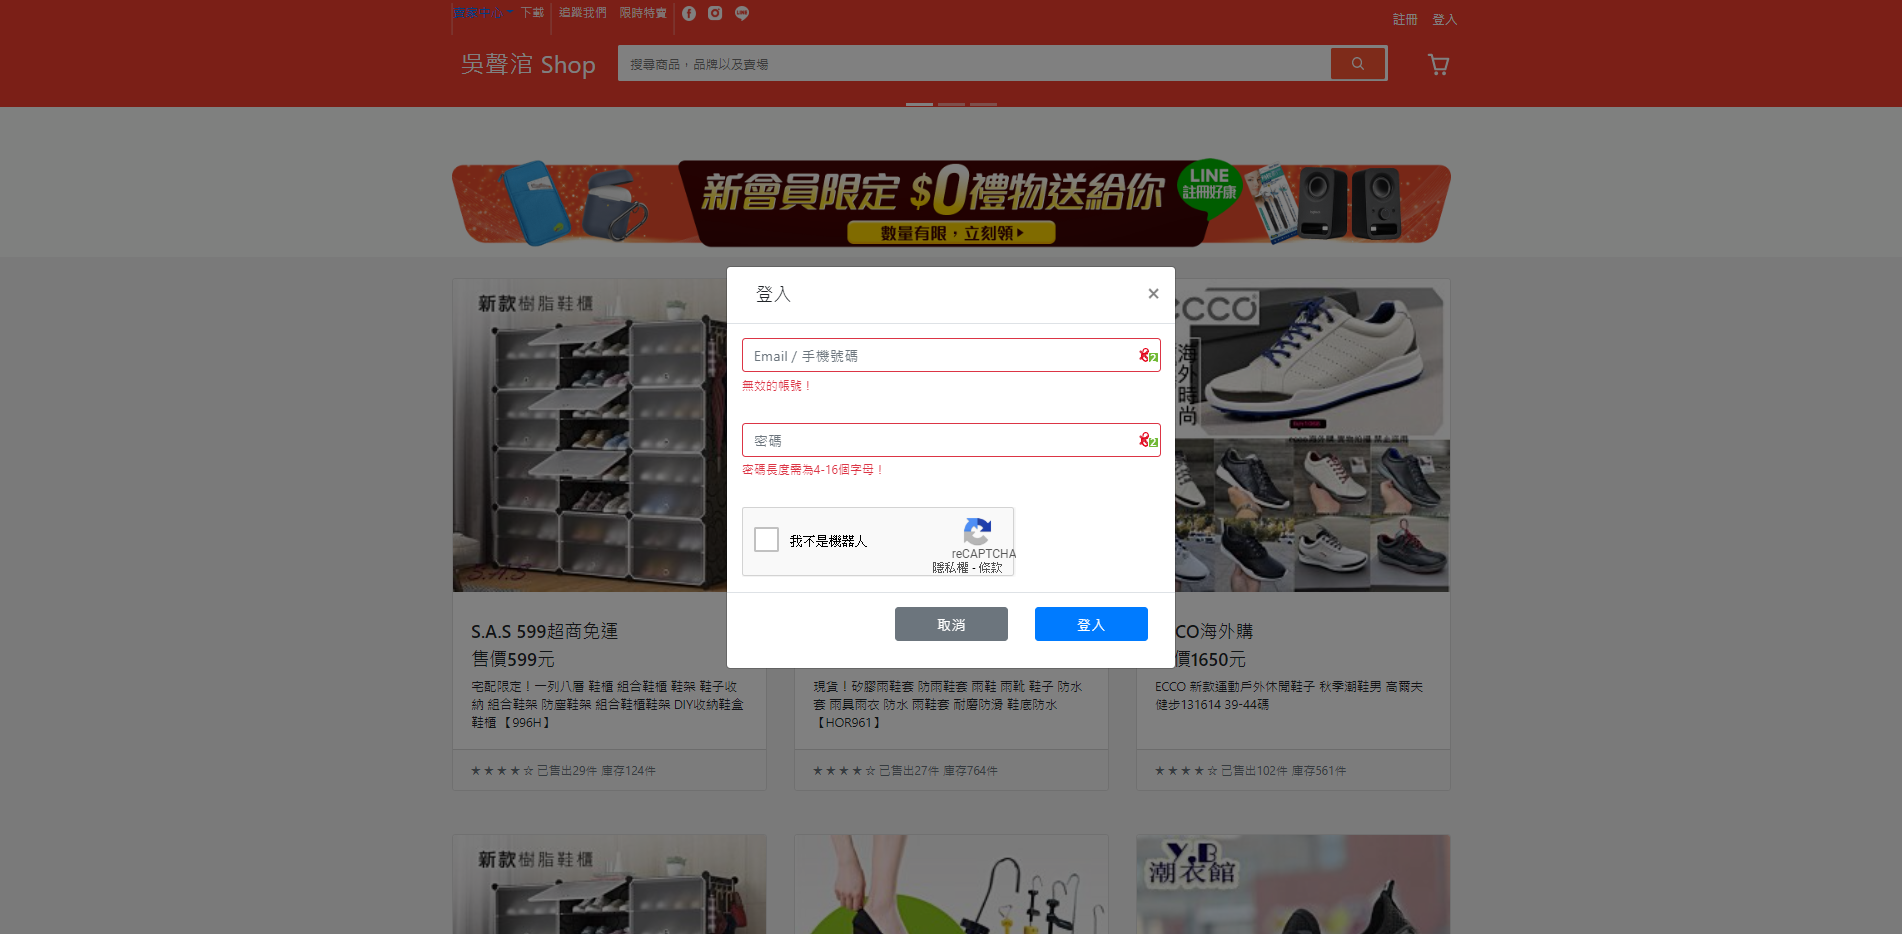 賣家中心 下載 追蹤我們 限時特賣
註冊 登入
吳聲涫 Shop
搜尋商品，品牌以及賣場
新會員限定 $0禮物送給你
LINE
註冊好康
數量有限，立刻領
登入
×
Email / 手機號碼
2
無效的帳號！
密碼
2
密碼長度需為4-16個字母！
我不是機器人
reCAPTCHA
隱私權 - 條款
取消
登入
新款樹脂鞋櫃
S.A.S
S.A.S 599超商免運
售價599元
宅配限定！一列八層 鞋櫃 組合鞋櫃 鞋架 鞋子收
納 組合鞋架 防塵鞋架 組合鞋櫃鞋架 DIY收納鞋盒
鞋櫃 【996H】
★ ★ ★ ★ ☆ 已售出29件 庫存124件
現貨！矽膠雨鞋套 防雨鞋套 雨鞋 雨靴 鞋子 防水
套 雨具雨衣 防水 雨鞋套 耐磨防滑 鞋底防水
【HOR961】
★ ★ ★ ★ ☆ 已售出27件 庫存764件
CCO
海外時尚
CO海外購
價1650元
ECCO 新款運動戶外休閒鞋子 秋季潮鞋男 高爾夫
健步131614 39-44碼
★ ★ ★ ★ ☆ 已售出102件 庫存561件
新款樹脂鞋櫃
Y.B
潮衣館